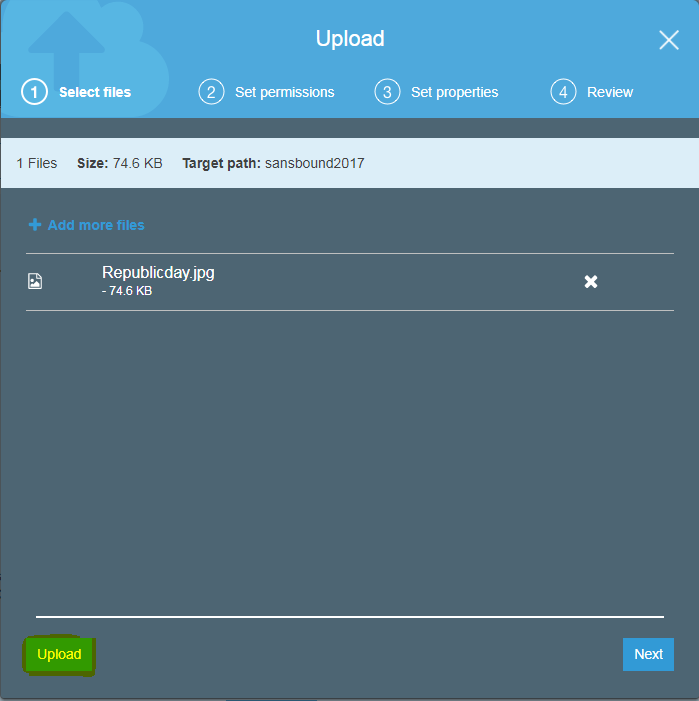 Upload
1 Select files 2 Set permissions 3 Set properties 4 Review
1 Files Size: 74.6 KB Target path: sansbound2017
Add more files
Republicday.jpg
- 74.6 KB
Upload Next